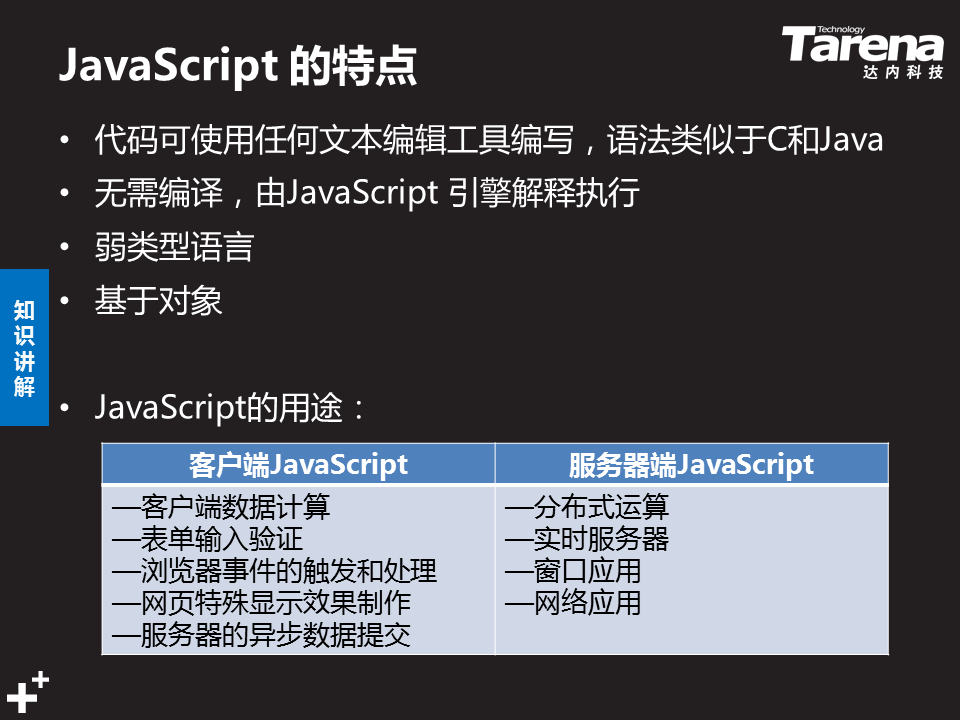 JavaScript 的特点
Technology
Tarena
达内科技
• 代码可使用任何文本编辑工具编写，语法类似于C和Java
• 无需编译，由JavaScript 引擎解释执行
• 弱类型语言
• 基于对象
知识讲解
• JavaScript的用途：
客户端JavaScript
—客户端数据计算
—表单输入验证
—浏览器事件的触发和处理
—网页特殊显示效果制作
—服务器的异步数据提交
服务器端JavaScript
—分布式运算
—实时服务器
—窗口应用
—网络应用